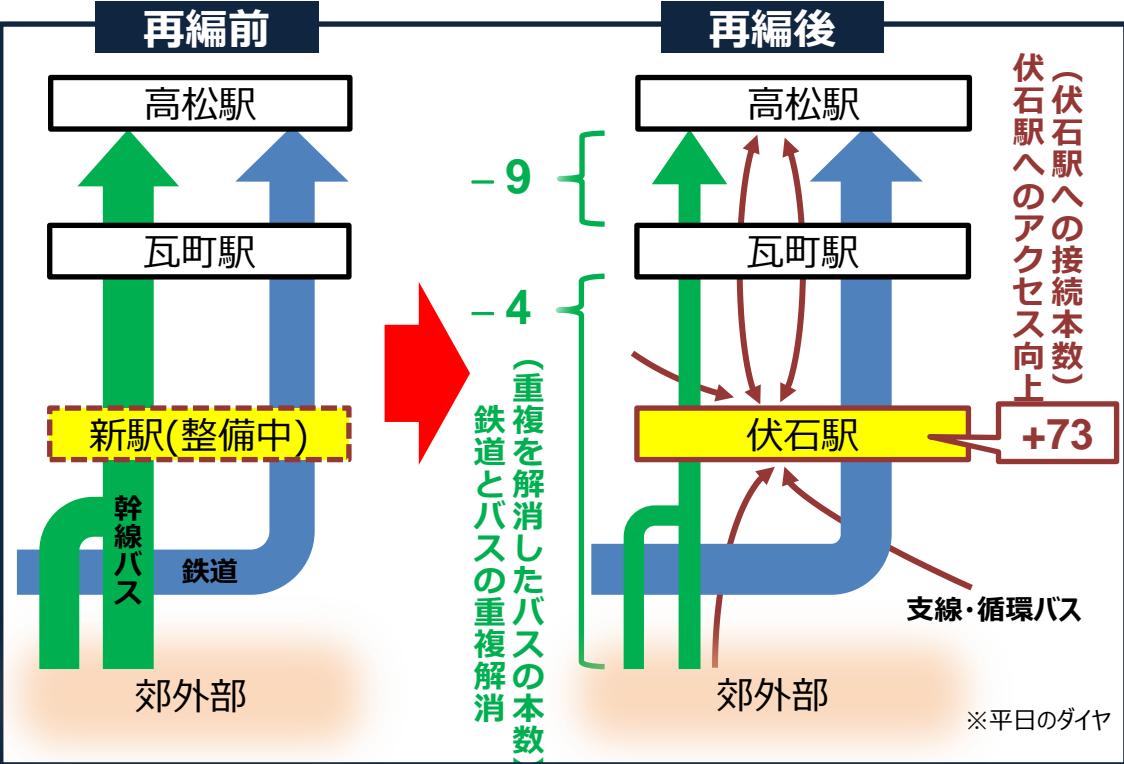 再編前
高松駅
瓦町駅
新駅(整備中)
幹線バス
鉄道
郊外部
再編後
高松駅
－9
瓦町駅
－4
鉄道とバスの重複解消
(重複を解消したバスの本数)
伏石駅
伏石駅へのアクセス向上
(伏石駅への接続本数)
+73
支線・循環バス
郊外部
※平日のダイヤ